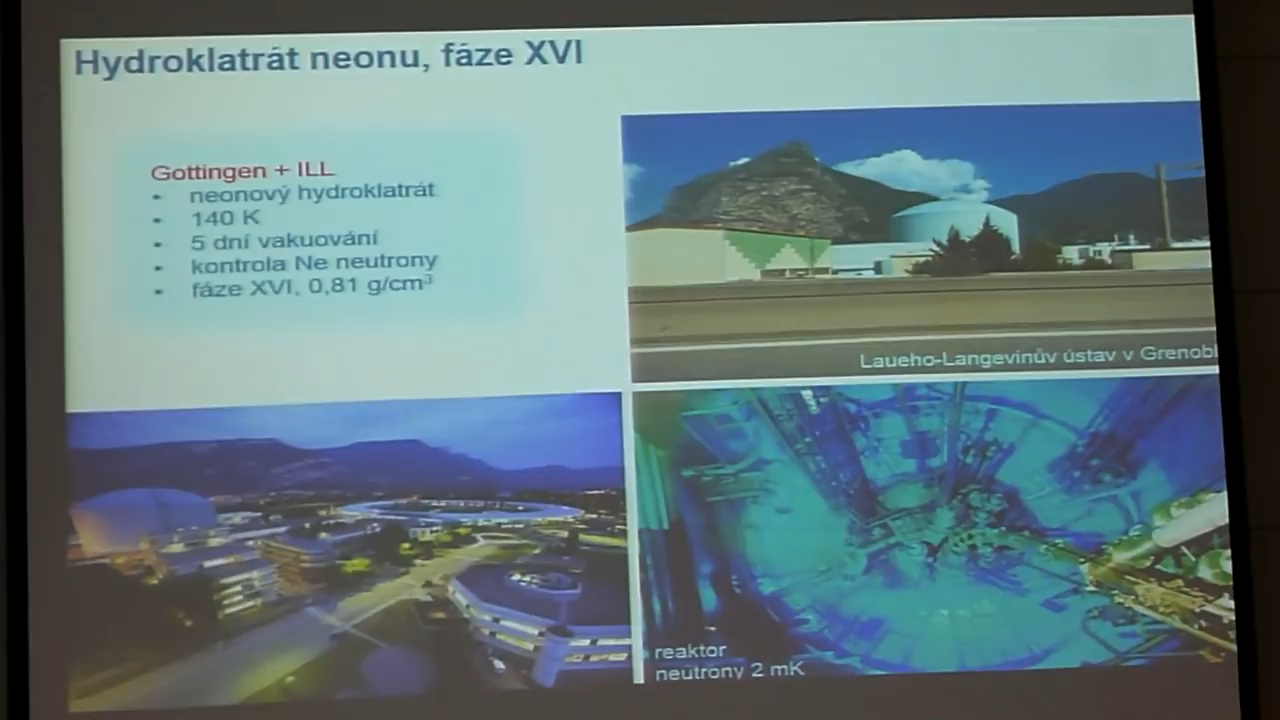 Hydroklatrát neonu, fáze XVI
Gottingen + ILL
• neonový hydroklatrát
• 140 K
• 5 dní vakuování
• kontrola Ne neutrony
• fáze XVI, 0,81 g/cm³
Laueho-Langevinův ústav v Grenobl
reaktor
neutrony 2 mK